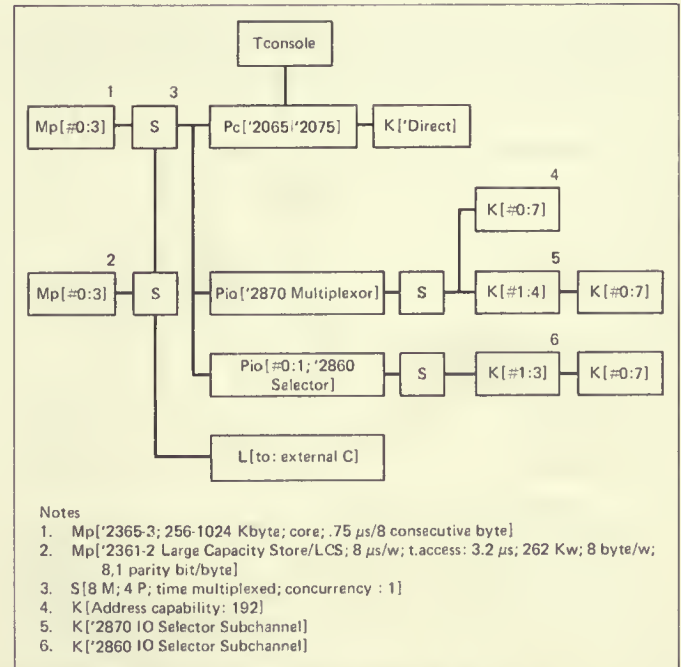 Tconsole
1
3
Mp[#0:3]
S
Pc['2065|'2075]
K['Direct]
4
K[#0:7]
2
5
Mp[#0:3]
S
Pio['2870 Multiplexor]
S
K[#1:4]
K[#0:7]
6
Pio[#0:1; '2860
Selector]
S
K[#1:3]
K[#0:7]
L[to: external C]
Notes
1. Mp['2365-3; 256-1024 Kbyte; core; .75 μs/8 consecutive byte]
2. Mp['2361-2 Large Capacity Store/LCS; 8 μs/w; t.access: 3.2 μs; 262 Kw; 8 byte/w;
8,1 parity bit/byte]
3. S[8 M; 4 P; time multiplexed; concurrency : 1]
4. K[Address capability: 192]
5. K['2870 IO Selector Subchannel]
6. K['2860 IO Selector Subchannel]